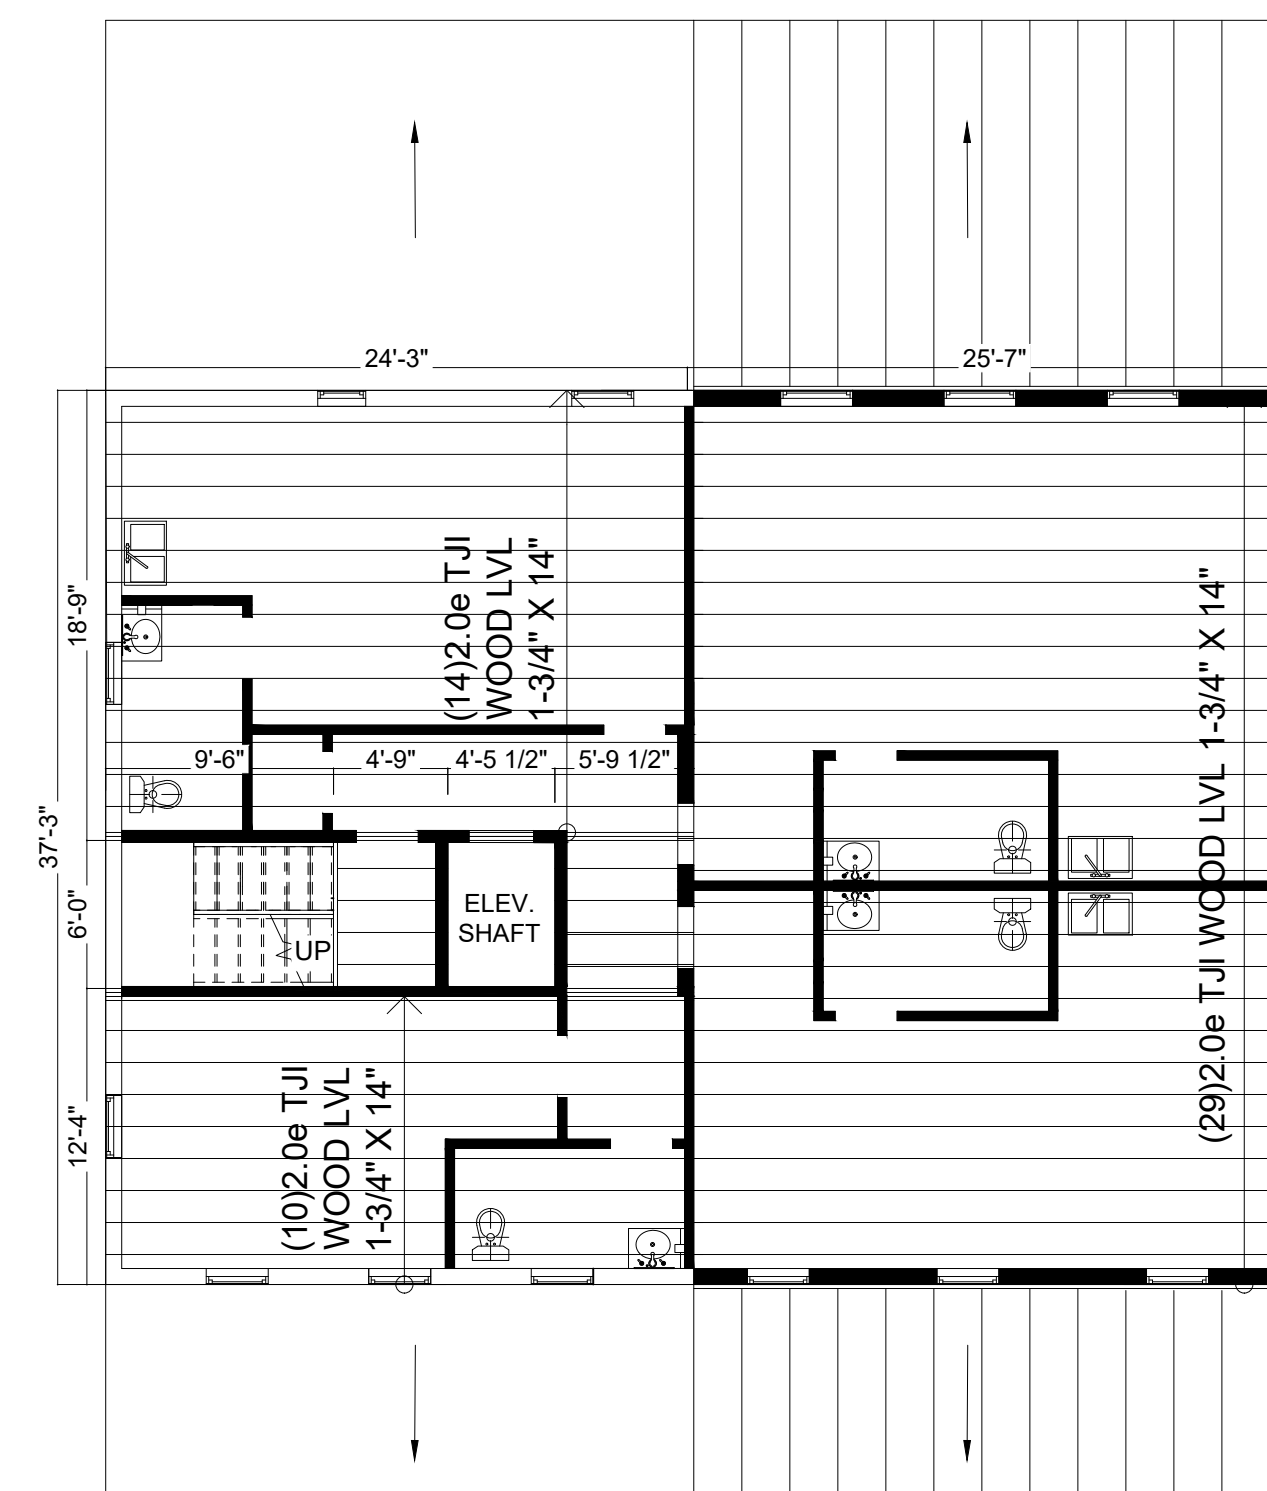 24'-3"
25'-7"
18'-9"
37'-3"
6'-0"
12'-4"
(14)2.0e TJI
WOOD LVL
1-3/4" X 14"
9'-6"
4'-9"
4'-5 1/2"
5'-9 1/2"
ELEV.
SHAFT
UP
(10)2.0e TJI
WOOD LVL
1-3/4" X 14"
(29)2.0e TJI WOOD LVL 1-3/4" X 14"